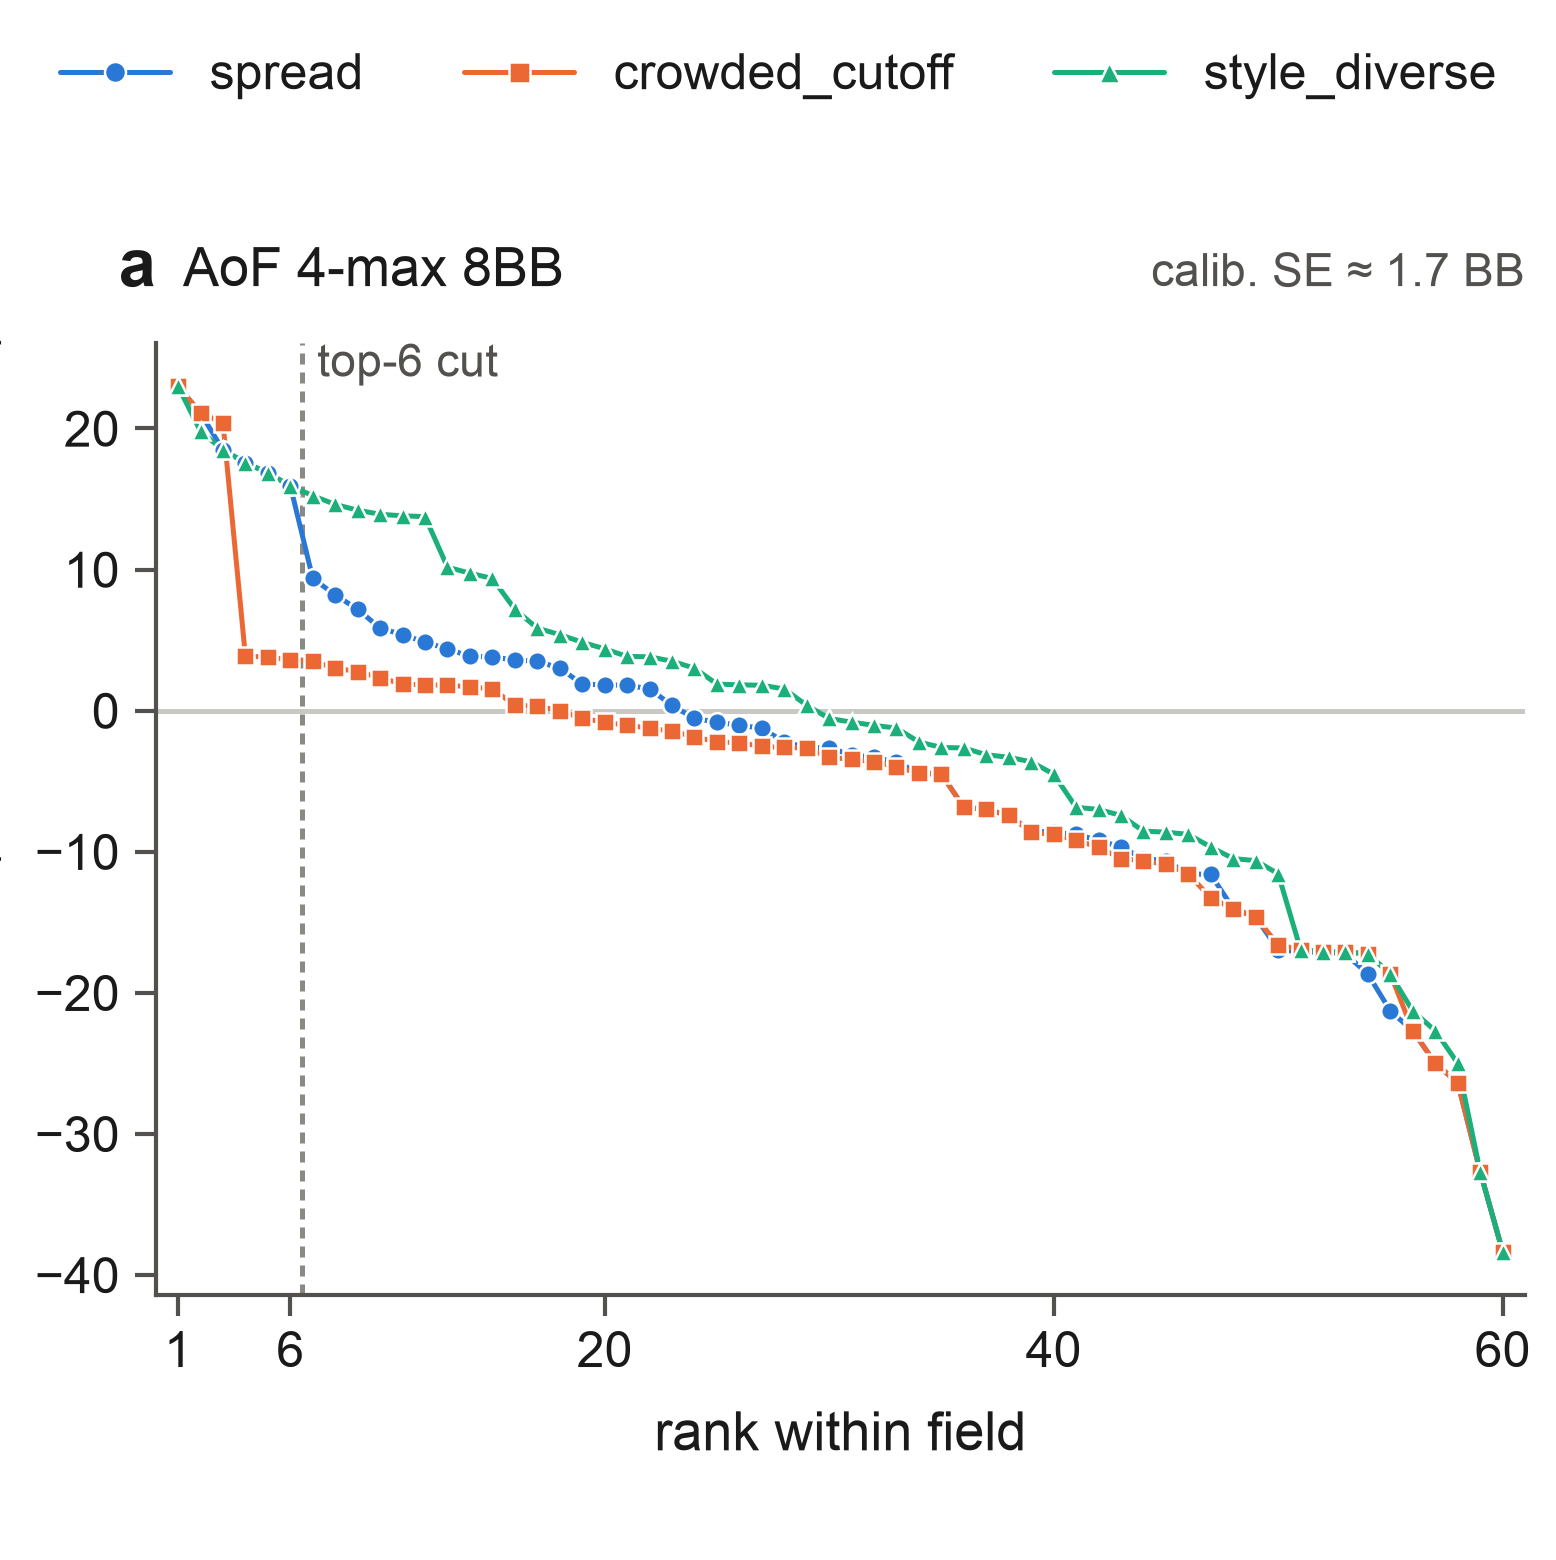 spread crowded_cutoff style_diverse
a AoF 4-max 8BB calib. SE ≈ 1.7 BB
top-6 cut
20
10
0
−10
−20
−30
−40
1 6 20 40 60
rank within field